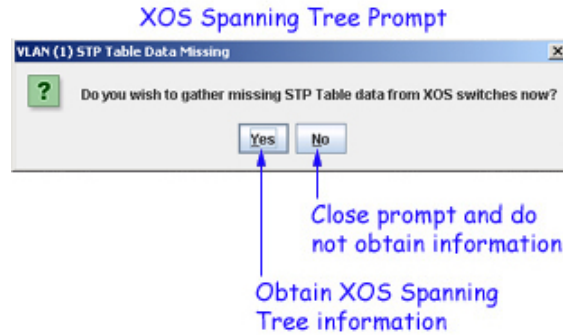 XOS Spanning Tree Prompt
VLAN (1) STP Table Data Missing
Do you wish to gather missing STP Table data from XOS switches now?
Yes No
Close prompt and do
not obtain information
Obtain XOS Spanning
Tree information